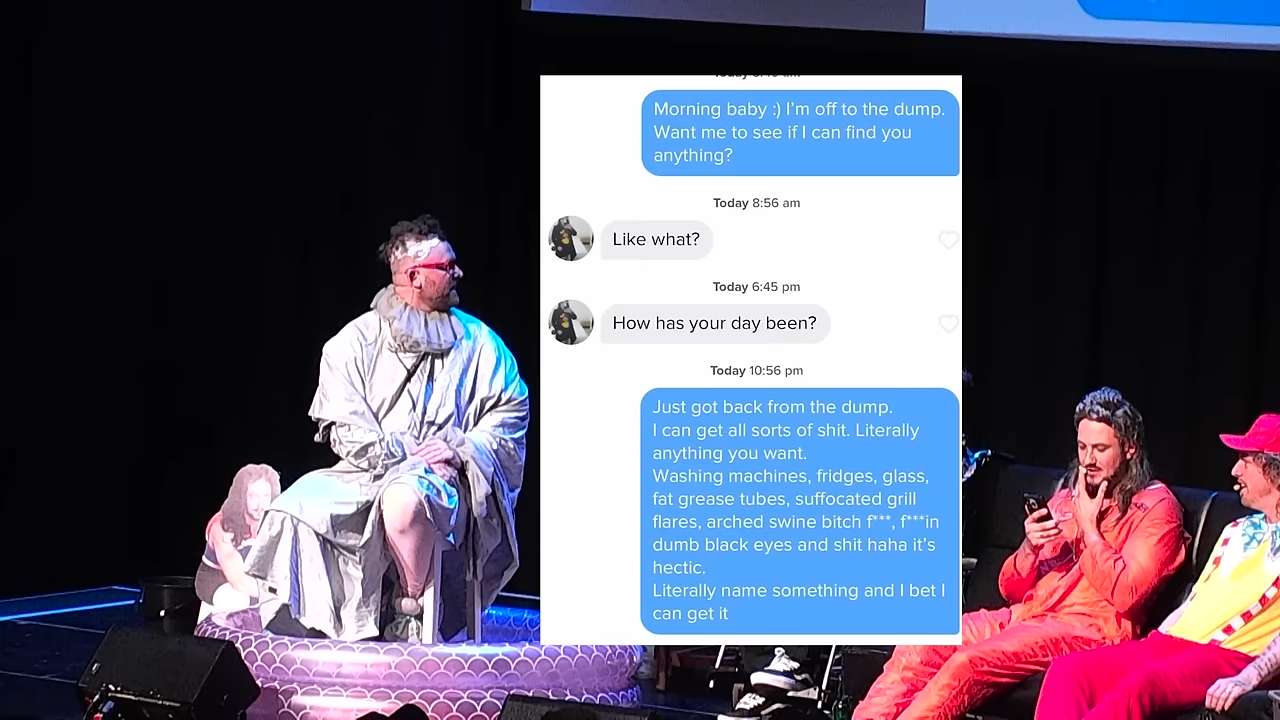 Morning baby :) I’m off to the dump.
Want me to see if I can find you
anything?
Today 8:56 am
Like what?
Today 6:45 pm
How has your day been?
Today 10:56 pm
Just got back from the dump.
I can get all sorts of shit. Literally
anything you want.
Washing machines, fridges, glass,
fat grease tubes, suffocated grill
flares, arched swine bitch f***, f***in
dumb black eyes and shit haha it’s
hectic.
Literally name something and I bet I
can get it